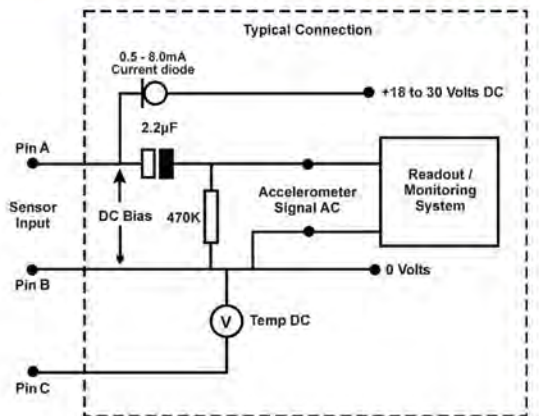 Typical Connection
0.5 - 8.0mA
Current diode
+18 to 30 Volts DC
2.2µF
Pin A
Readout /
Monitoring
System
Accelerometer
Signal AC
Sensor
Input
DC Bias
470K
0 Volts
Pin B
V
Temp DC
Pin C